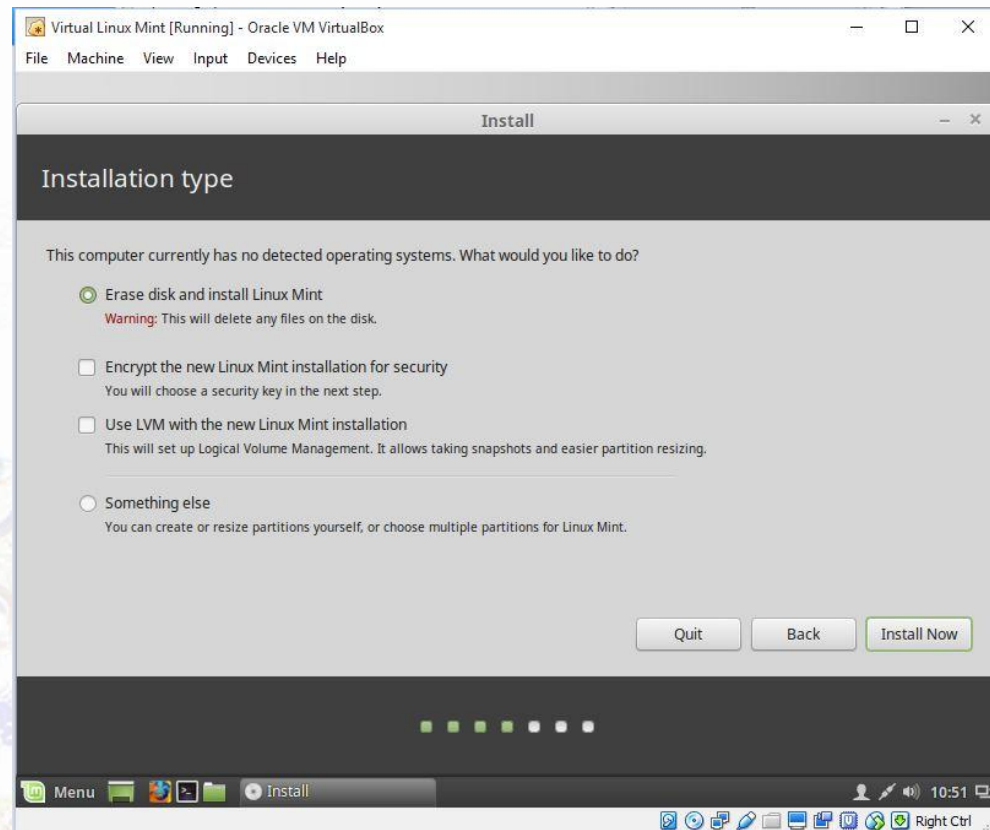 Virtual Linux Mint [Running] - Oracle VM VirtualBox
File Machine View Input Devices Help
Install
Installation type
This computer currently has no detected operating systems. What would you like to do?
Erase disk and install Linux Mint
Warning: This will delete any files on the disk.
Encrypt the new Linux Mint installation for security
You will choose a security key in the next step.
Use LVM with the new Linux Mint installation
This will set up Logical Volume Management. It allows taking snapshots and easier partition resizing.
Something else
You can create or resize partitions yourself, or choose multiple partitions for Linux Mint.
Quit Back Install Now
Menu Install 10:51
Right Ctrl